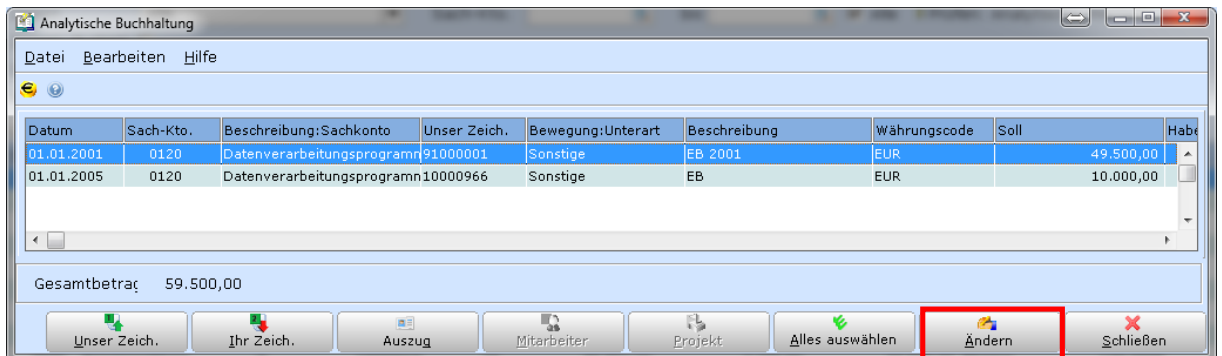 Analytische Buchhaltung
Datei Bearbeiten Hilfe
Datum Sach-Kto. Beschreibung:Sachkonto Unser Zeich. Bewegung:Unterart Beschreibung Währungscode Soll Habe
01.01.2001 0120 Datenverarbeitungsprogramn 91000001 Sonstige EB 2001 EUR 49.500,00
01.01.2005 0120 Datenverarbeitungsprogramn 10000966 Sonstige EB EUR 10.000,00
Gesamtbetrag 59.500,00
Unser Zeich. Ihr Zeich. Auszug Mitarbeiter Projekt Alles auswählen Ändern Schließen